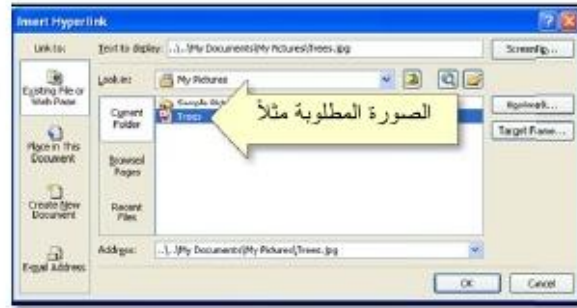 Insert Hyperlink
Link to:
Text to display: ..\..\My Documents\My Pictures\Trees.jpg
ScreenTip...
Existing File or
Web Page
Look in: My Pictures
Current
Folder
Trees
الصورة المطلوبة مثلاً
Bookmark...
Target Frame...
Place in This
Document
Browsed
Pages
Create New
Document
Recent
Files
Address: ..\..\My Documents\My Pictures\Trees.jpg
E-mail Address
OK
Cancel